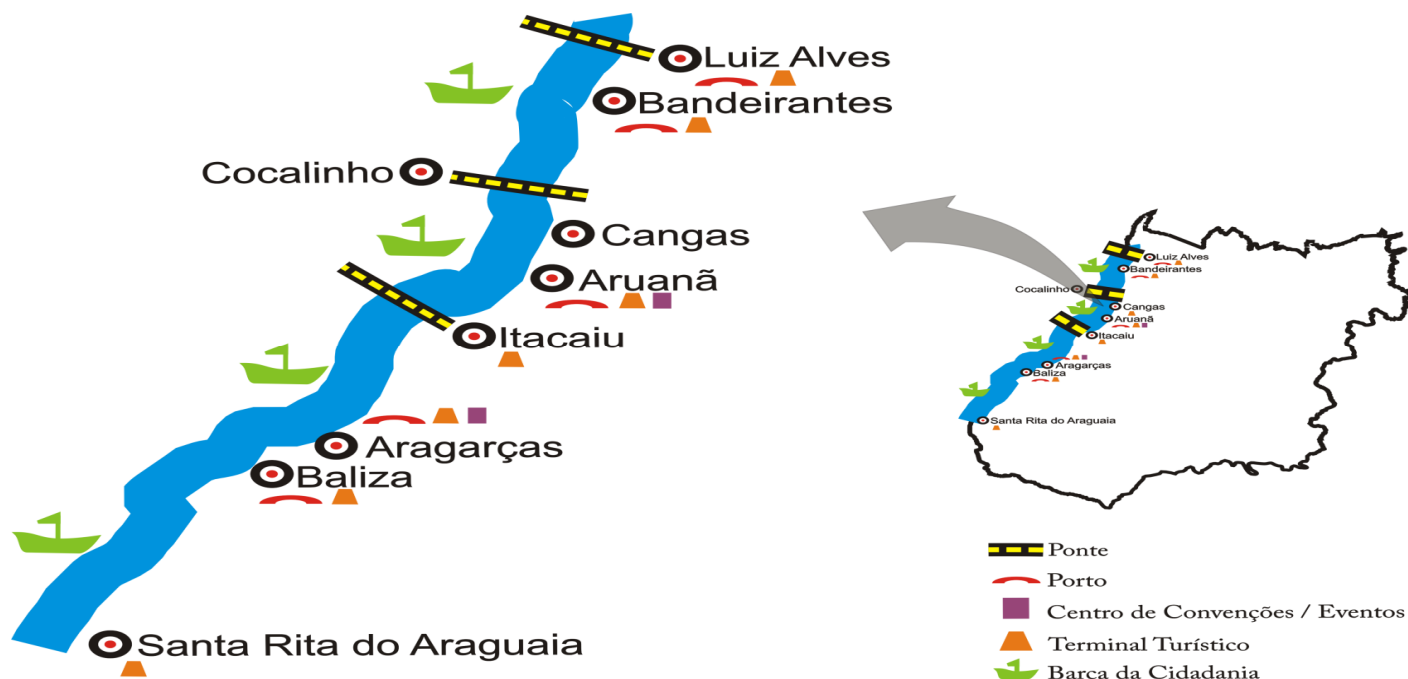 Luiz Alves
Bandeirantes
Cocalinho
Cangas
Aruanã
Itacaiu
Aragarças
Baliza
Santa Rita do Araguaia
Luiz Alves
Bandeirantes
Cocalinho
Cangas
Aruanã
Itacaiu
Aragarças
Baliza
Santa Rita do Araguaia
Ponte
Porto
Centro de Convenções / Eventos
Terminal Turístico
Barca da Cidadania